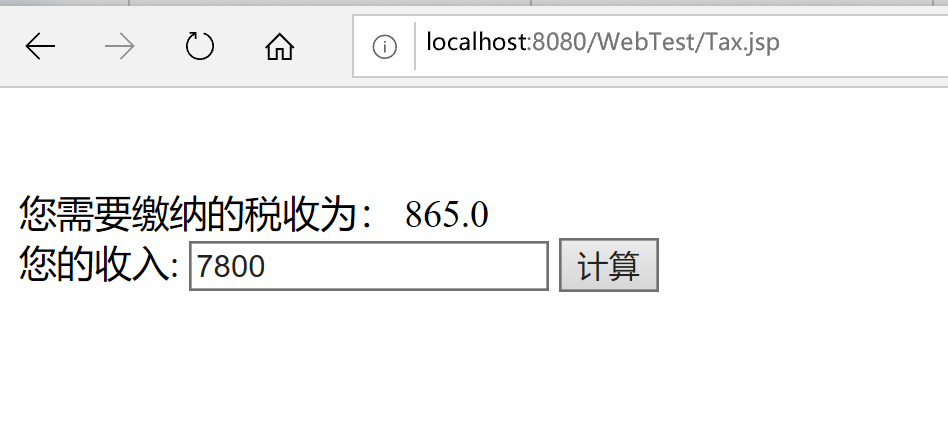 localhost:8080/WebTest/Tax.jsp
您需要缴纳的税收为： 865.0
您的收入: 7800 计算